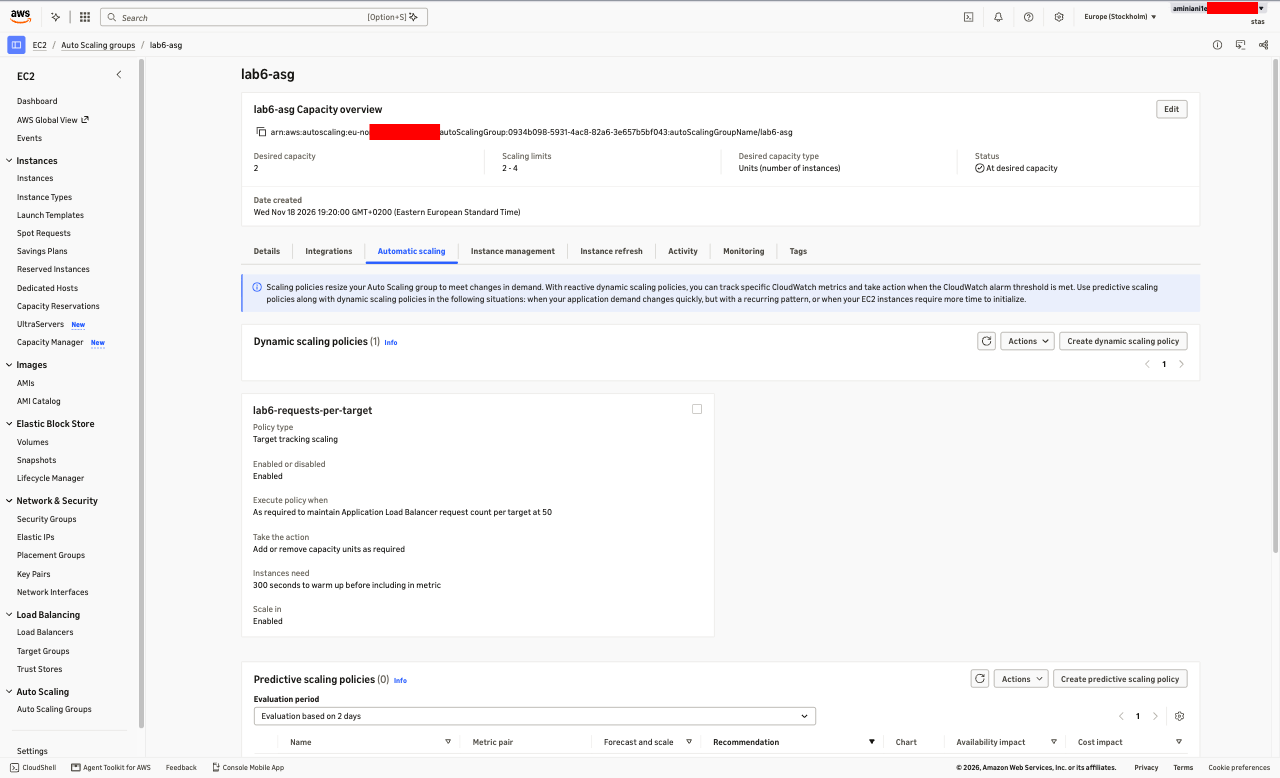 aws
Search
[Option+S]
Europe (Stockholm)
aminiani1e
stas
EC2 / Auto Scaling groups / lab6-asg
EC2
Dashboard
AWS Global View
Events
Instances
Instances
Instance Types
Launch Templates
Spot Requests
Savings Plans
Reserved Instances
Dedicated Hosts
Capacity Reservations
UltraServers New
Capacity Manager New
Images
AMIs
AMI Catalog
Elastic Block Store
Volumes
Snapshots
Lifecycle Manager
Network & Security
Security Groups
Elastic IPs
Placement Groups
Key Pairs
Network Interfaces
Load Balancing
Load Balancers
Target Groups
Trust Stores
Auto Scaling
Auto Scaling Groups
Settings
lab6-asg
lab6-asg Capacity overview
Edit
arn:aws:autoscaling:eu-no autoScalingGroup:0934b098-5931-4ac8-82a6-3e657b5bf043:autoScalingGroupName/lab6-asg
Desired capacity
2
Scaling limits
2 - 4
Desired capacity type
Units (number of instances)
Status
At desired capacity
Date created
Wed Nov 18 2026 19:20:00 GMT+0200 (Eastern European Standard Time)
Details
Integrations
Automatic scaling
Instance management
Instance refresh
Activity
Monitoring
Tags
Scaling policies resize your Auto Scaling group to meet changes in demand. With reactive dynamic scaling policies, you can track specific CloudWatch metrics and take action when the CloudWatch alarm threshold is met. Use predictive scaling
policies along with dynamic scaling policies in the following situations: when your application demand changes quickly, but with a recurring pattern, or when your EC2 instances require more time to initialize.
Dynamic scaling policies (1) Info
Actions
Create dynamic scaling policy
1
lab6-requests-per-target
Policy type
Target tracking scaling
Enabled or disabled
Enabled
Execute policy when
As required to maintain Application Load Balancer request count per target at 50
Take the action
Add or remove capacity units as required
Instances need
300 seconds to warm up before including in metric
Scale in
Enabled
Predictive scaling policies (0) Info
Actions
Create predictive scaling policy
Evaluation period
Evaluation based on 2 days
1
Name
Metric pair
Forecast and scale
Recommendation
Chart
Availability impact
Cost impact
CloudShell
Agent Toolkit for AWS
Feedback
Console Mobile App
© 2026, Amazon Web Services, Inc. or its affiliates.
Privacy
Terms
Cookie preferences